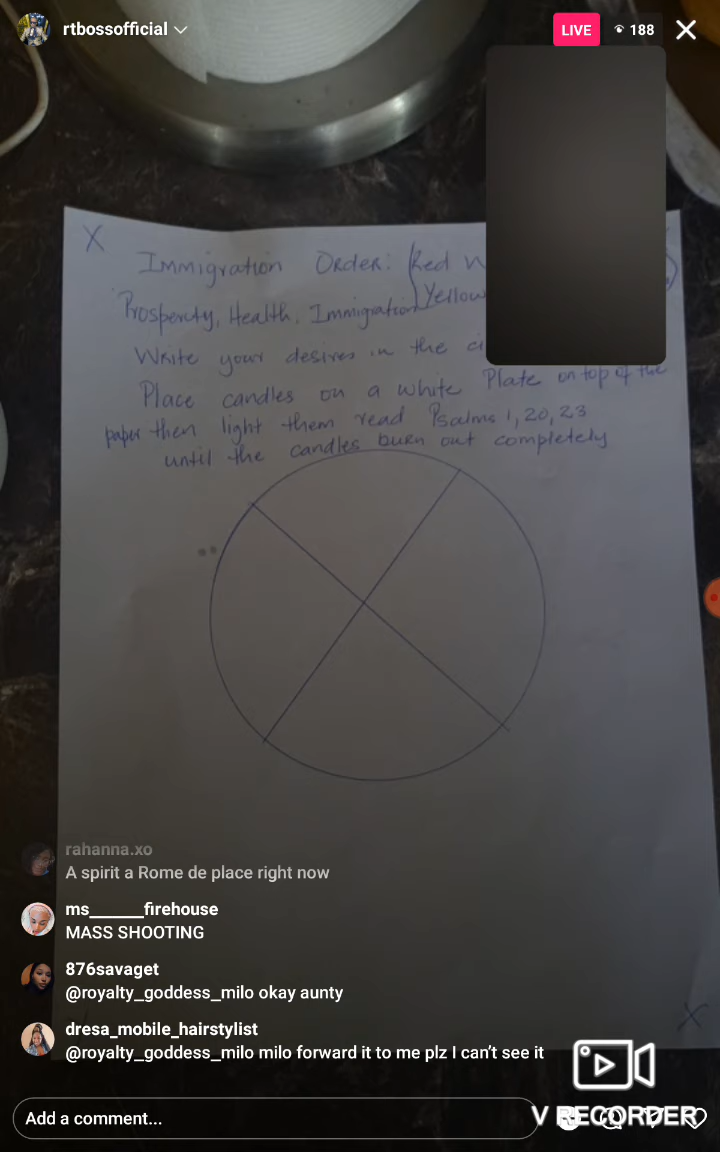 rtbossofficial
LIVE
188
X
Immigration Order: (Red
Prosperity, Health, Immigration Yellow
Write your desires in the
Place candles on a white Plate on top of the
paper then light them read Psalms 1, 20, 23
until the candles burn out completely
X
rahanna.xo
A spirit a Rome de place right now
ms______firehouse
MASS SHOOTING
876savaget
@royalty_goddess_milo okay aunty
dresa_mobile_hairstylist
@royalty_goddess_milo milo forward it to me plz I can't see it
Add a comment...
V RECORDER